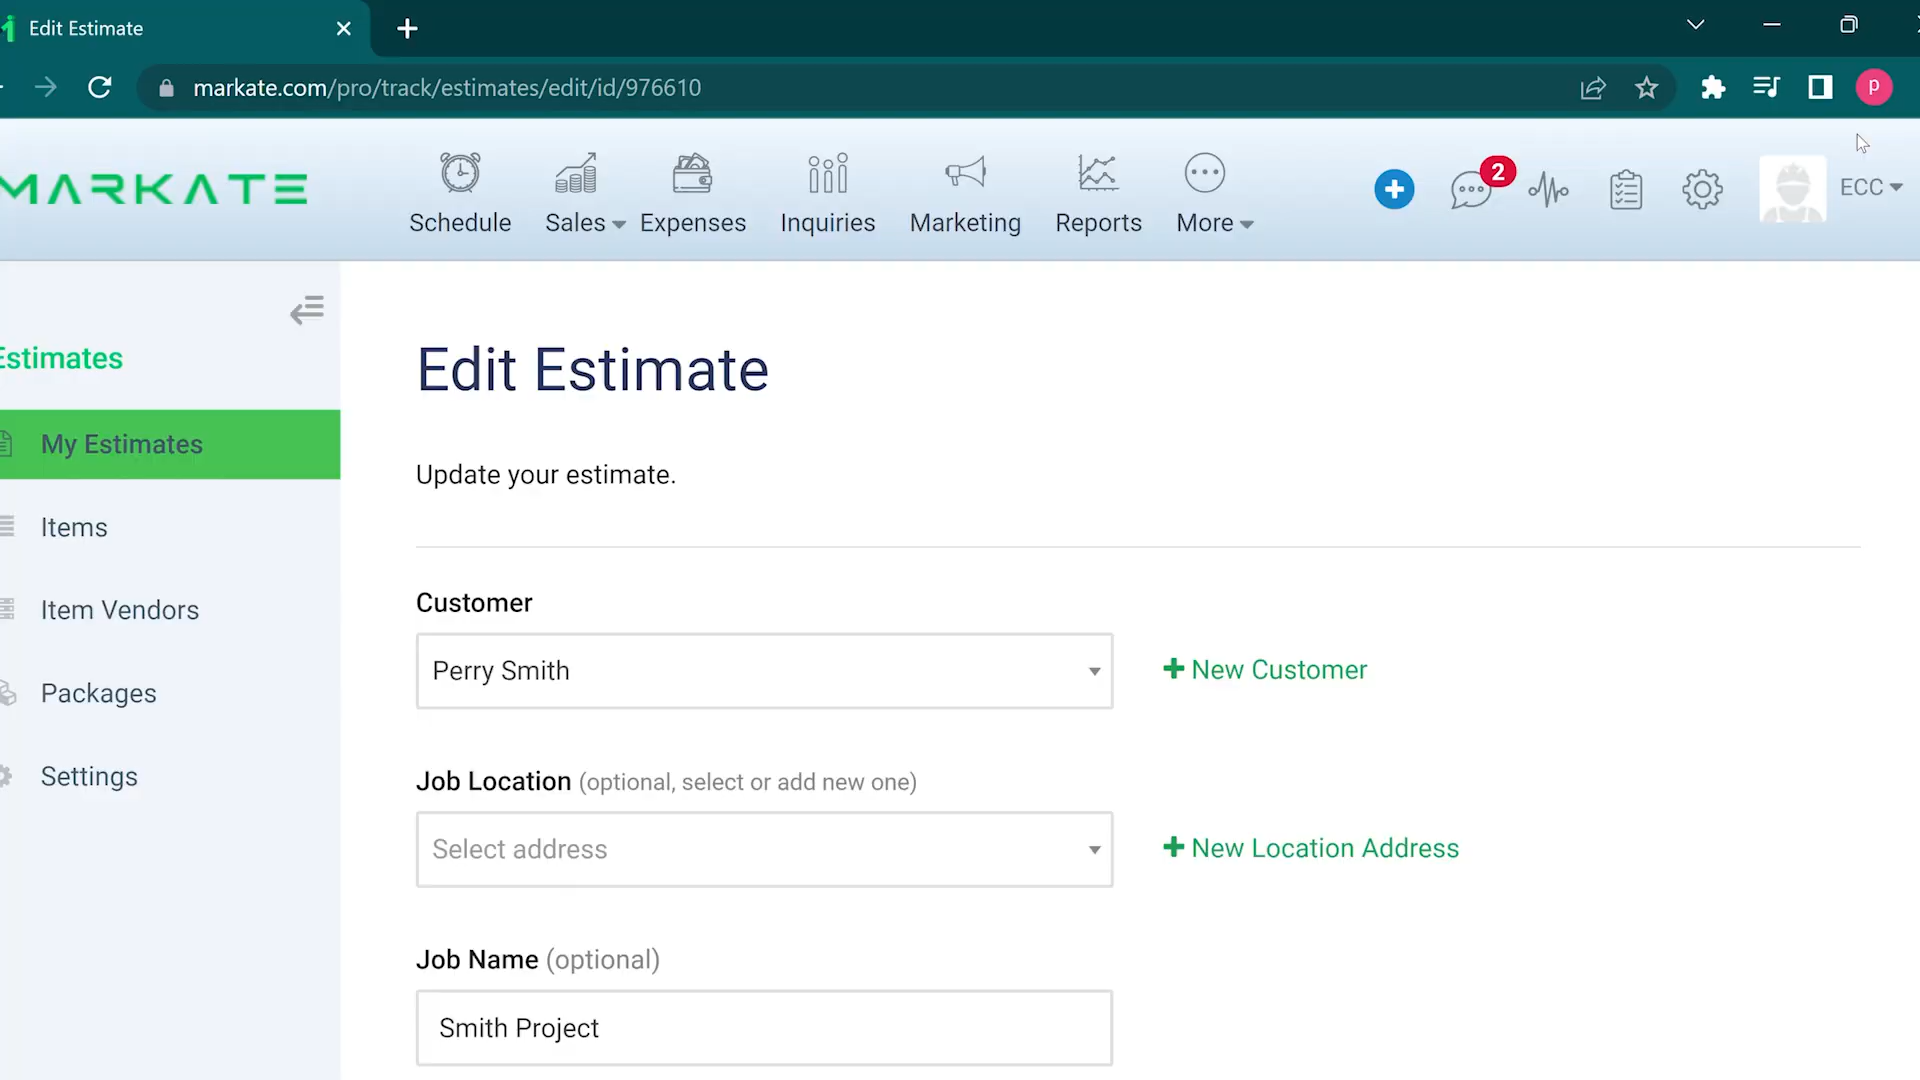 Edit Estimate
markate.com/pro/track/estimates/edit/id/976610
p
MARKATE
Schedule
Sales
Expenses
Inquiries
Marketing
Reports
More
2
ECC
Estimates
My Estimates
Items
Item Vendors
Packages
Settings
Edit Estimate
Update your estimate.
Customer
Perry Smith
New Customer
Job Location (optional, select or add new one)
Select address
New Location Address
Job Name (optional)
Smith Project